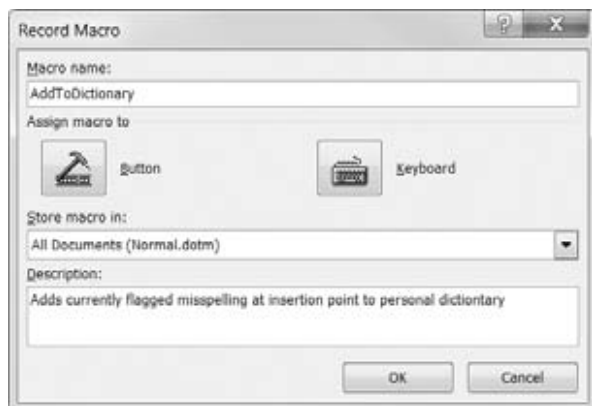 Record Macro
Macro name:
AddToDictionary
Assign macro to
Button Keyboard
Store macro in:
All Documents (Normal.dotm)
Description:
Adds currently flagged misspelling at insertion point to personal dictiontary
OK Cancel